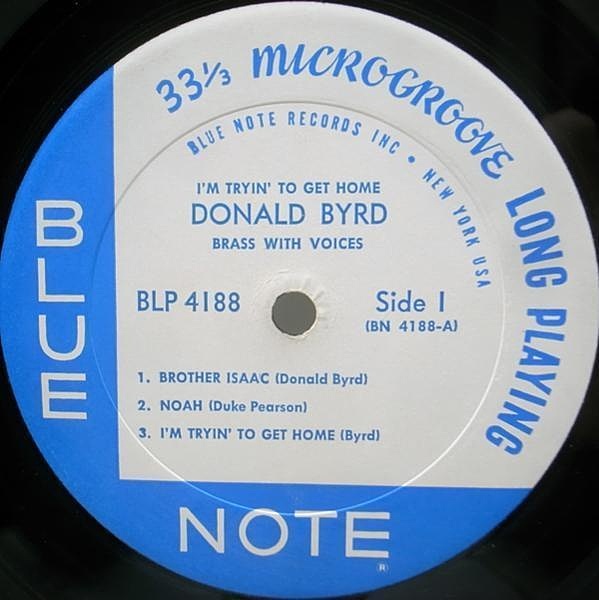 33⅓ MICROGROOVE LONG PLAYING
BLUE NOTE RECORDS INC • NEW YORK USA
I'M TRYIN' TO GET HOME
DONALD BYRD
BRASS WITH VOICES
BLP 4188
Side 1
(BN 4188-A)
1. BROTHER ISAAC (Donald Byrd)
2. NOAH (Duke Pearson)
3. I'M TRYIN' TO GET HOME (Byrd)
BLUE
NOTE
®